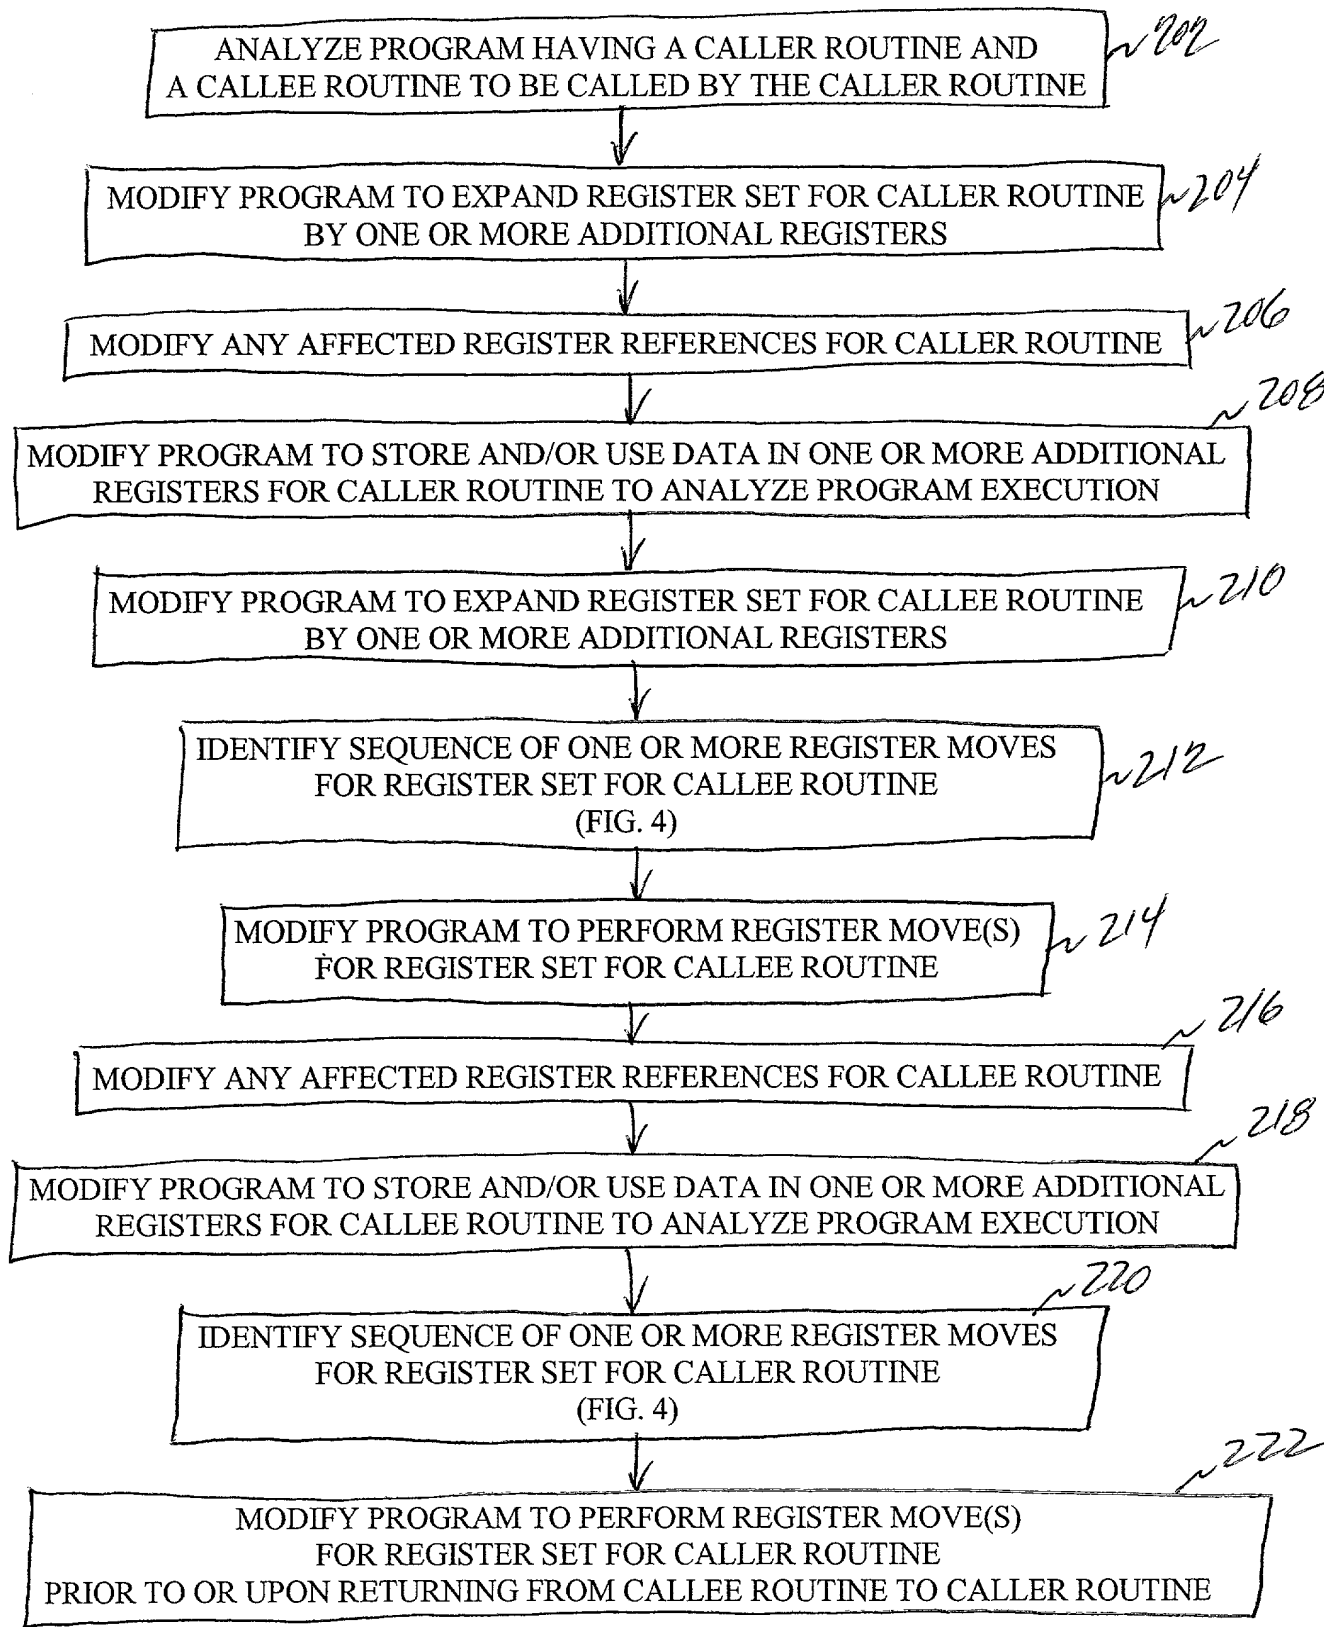 ANALYZE PROGRAM HAVING A CALLER ROUTINE AND
A CALLEE ROUTINE TO BE CALLED BY THE CALLER ROUTINE
202
MODIFY PROGRAM TO EXPAND REGISTER SET FOR CALLER ROUTINE
BY ONE OR MORE ADDITIONAL REGISTERS
204
MODIFY ANY AFFECTED REGISTER REFERENCES FOR CALLER ROUTINE
206
208
MODIFY PROGRAM TO STORE AND/OR USE DATA IN ONE OR MORE ADDITIONAL
REGISTERS FOR CALLER ROUTINE TO ANALYZE PROGRAM EXECUTION
MODIFY PROGRAM TO EXPAND REGISTER SET FOR CALLEE ROUTINE
BY ONE OR MORE ADDITIONAL REGISTERS
210
IDENTIFY SEQUENCE OF ONE OR MORE REGISTER MOVES
FOR REGISTER SET FOR CALLEE ROUTINE
(FIG. 4)
212
MODIFY PROGRAM TO PERFORM REGISTER MOVE(S)
FOR REGISTER SET FOR CALLEE ROUTINE
214
216
MODIFY ANY AFFECTED REGISTER REFERENCES FOR CALLEE ROUTINE
218
MODIFY PROGRAM TO STORE AND/OR USE DATA IN ONE OR MORE ADDITIONAL
REGISTERS FOR CALLEE ROUTINE TO ANALYZE PROGRAM EXECUTION
220
IDENTIFY SEQUENCE OF ONE OR MORE REGISTER MOVES
FOR REGISTER SET FOR CALLER ROUTINE
(FIG. 4)
222
MODIFY PROGRAM TO PERFORM REGISTER MOVE(S)
FOR REGISTER SET FOR CALLER ROUTINE
PRIOR TO OR UPON RETURNING FROM CALLEE ROUTINE TO CALLER ROUTINE